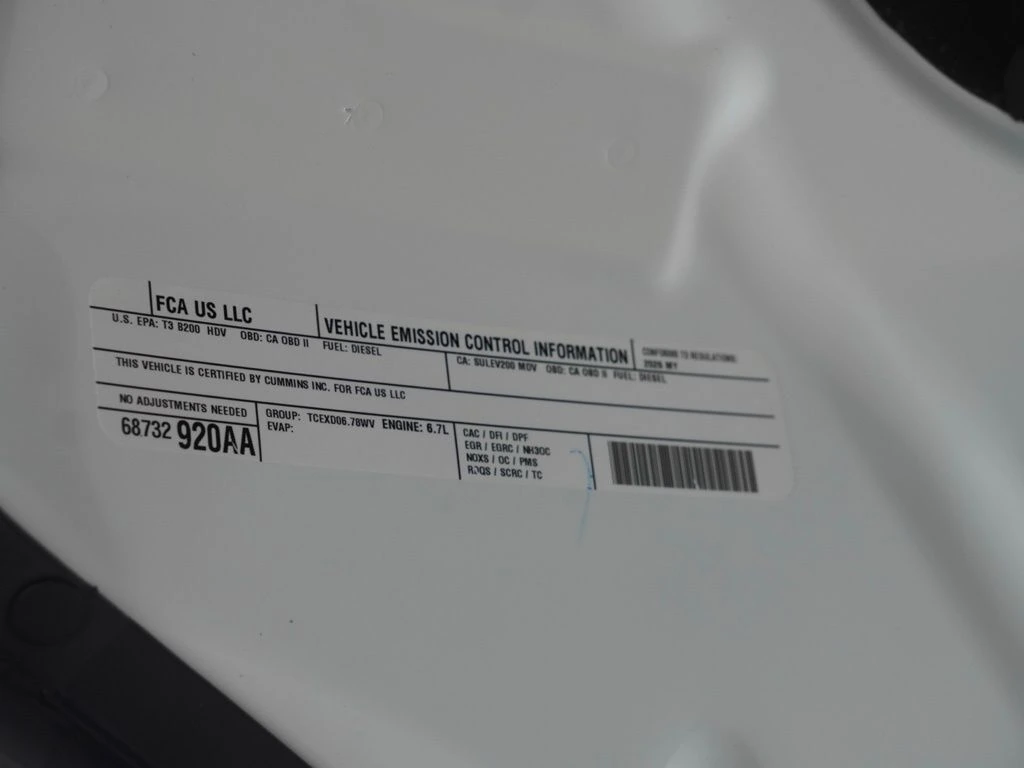 FCA US LLC
VEHICLE EMISSION CONTROL INFORMATION
CONFORMS TO REGULATIONS:
2026 MY
U.S. EPA: T3 B200 HDV OBD: CA OBD II FUEL: DIESEL
CA: SULEV200 MDV OBD: CA OBD II FUEL: DIESEL
THIS VEHICLE IS CERTIFIED BY CUMMINS INC. FOR FCA US LLC
NO ADJUSTMENTS NEEDED
68732 920AA
GROUP: TCEXD06.78WV ENGINE: 6.7L
EVAP:
CAC / DFI / DPF
EGR / EGRC / NH3OC
NOXS / OC / PMS
RDQS / SCRC / TC